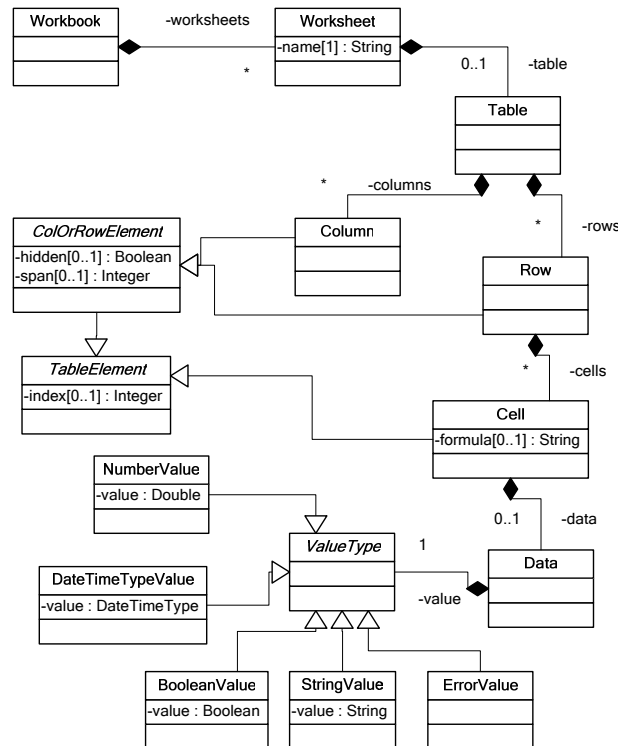 Workbook
-worksheets
*
Worksheet
-name[1] : String
0..1
-table
Table
*
-columns
*
-rows
Column
Row
ColOrRowElement
-hidden[0..1] : Boolean
-span[0..1] : Integer
TableElement
-index[0..1] : Integer
*
-cells
Cell
-formula[0..1] : String
0..1
-data
Data
1
-value
ValueType
NumberValue
-value : Double
DateTimeTypeValue
-value : DateTimeType
BooleanValue
-value : Boolean
StringValue
-value : String
ErrorValue